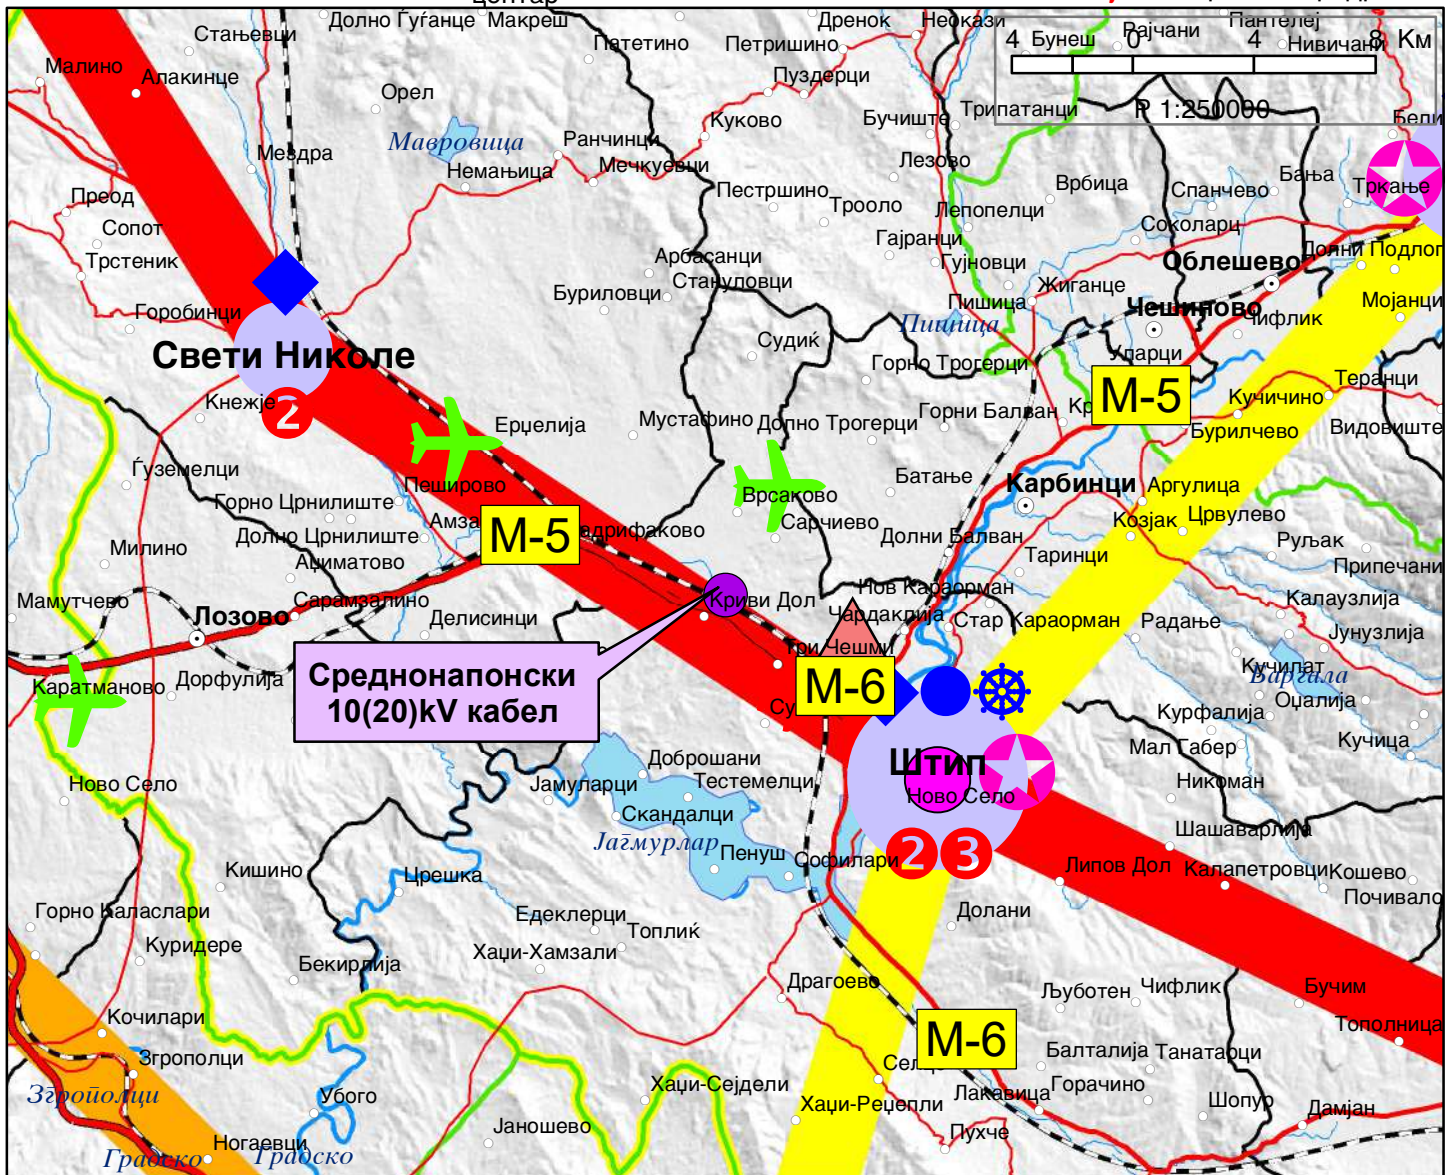 центар
Долно Ѓуѓанце
Макреш
Дренок
Неокази
Пантелеј
Стањевци
Патетино
Петришино
4 0 4 8 Км
Бунеш
Рајчани
Нивичани
Р 1:250000
Малино
Алакинце
Орел
Пуздерци
Бучиште
Трипатанци
Мавровица
Ранчинци
Куково
Мездра
Немањица
Мечкуевци
Лезово
Преод
Пестршино
Врбица
Спанчево
Бања
Тркање
Сопот
Трооло
Лепопелци
Соколарц
Трстеник
Арбасанци
Гајранци
Гујновци
Облешево
Долни Подлог
Буриловци
Стануловци
Жиганце
Горобинци
Пишица
Чешиново
Мојанци
Пишица
Чифлик
Свети Николе
Судиќ
Горно Трогерци
Уларци
Теранци
Кнежје
2
М-5
Кучичино
Ерџелија
Мустафино
Долно Трогерци
Горни Балван
Бурилчево
Видовиште
Ѓуземелци
Пеширово
Врсаково
Батање
Карбинци
Аргулица
Горно Црнилиште
Сарчиево
Козјак
Црвулево
Долно Црнилиште
М-5
Долни Балван
Милино
Таринци
Руљак
Аџиматово
Припечани
Мамутчево
Сарамзалино
Криви Дол
Нов Караорман
Калаузлија
Лозово
Делисинци
Чардаклија
Стар Караорман
Радање
Јунузлија
Три Чешми
Среднонапонски
10(20)kV кабел
М-6
Кучилат
Варгала
Каратманово
Дорфулија
Курфалија
Оџалија
Мал Габер
Кучица
Доброшани
Штип
Ново Село
Јамуларци
Тестемелци
Ново Село
Никоман
Скандалци
Јаѓмурлар
Шашаварлија
Пенуш
Софилари
2 3
Липов Дол
Калапетровци
Кошево
Кишино
Црешка
Почивало
Горно Каласлари
Едеклерци
Долани
Куридере
Топлиќ
Хаџи-Хамзали
Бекирлија
Драгоево
Љуботен
Чифлик
Бучим
Кочилари
М-6
Тополница
Згрополци
Балталија
Танатарци
Згрополци
Убого
Хаџи-Сејдели
Лакавица
Горачино
Хаџи-Реџепли
Шопур
Дамјан
Јаношево
Пухче
Ногаевци
Градско
Градско